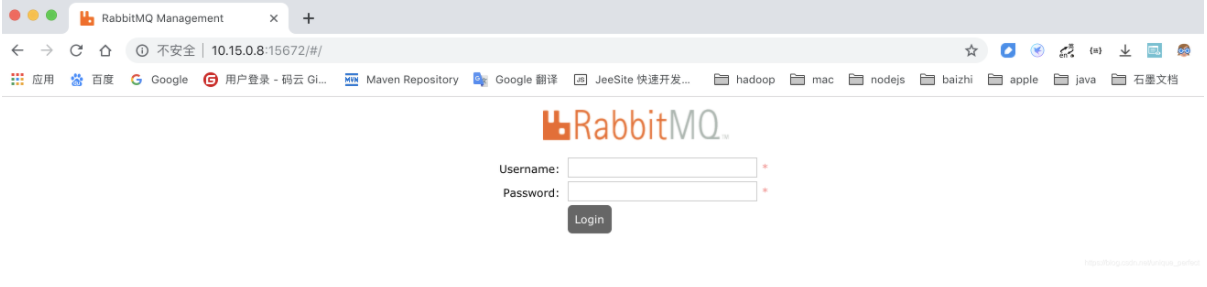 RabbitMQ Management
不安全 | 10.15.0.8:15672/#/
应用 百度 Google 用户登录 - 码云 Gi... Maven Repository Google 翻译 JeeSite 快速开发... hadoop mac nodejs baizhi apple java 石墨文档
RabbitMQ
Username: *
Password: *
Login